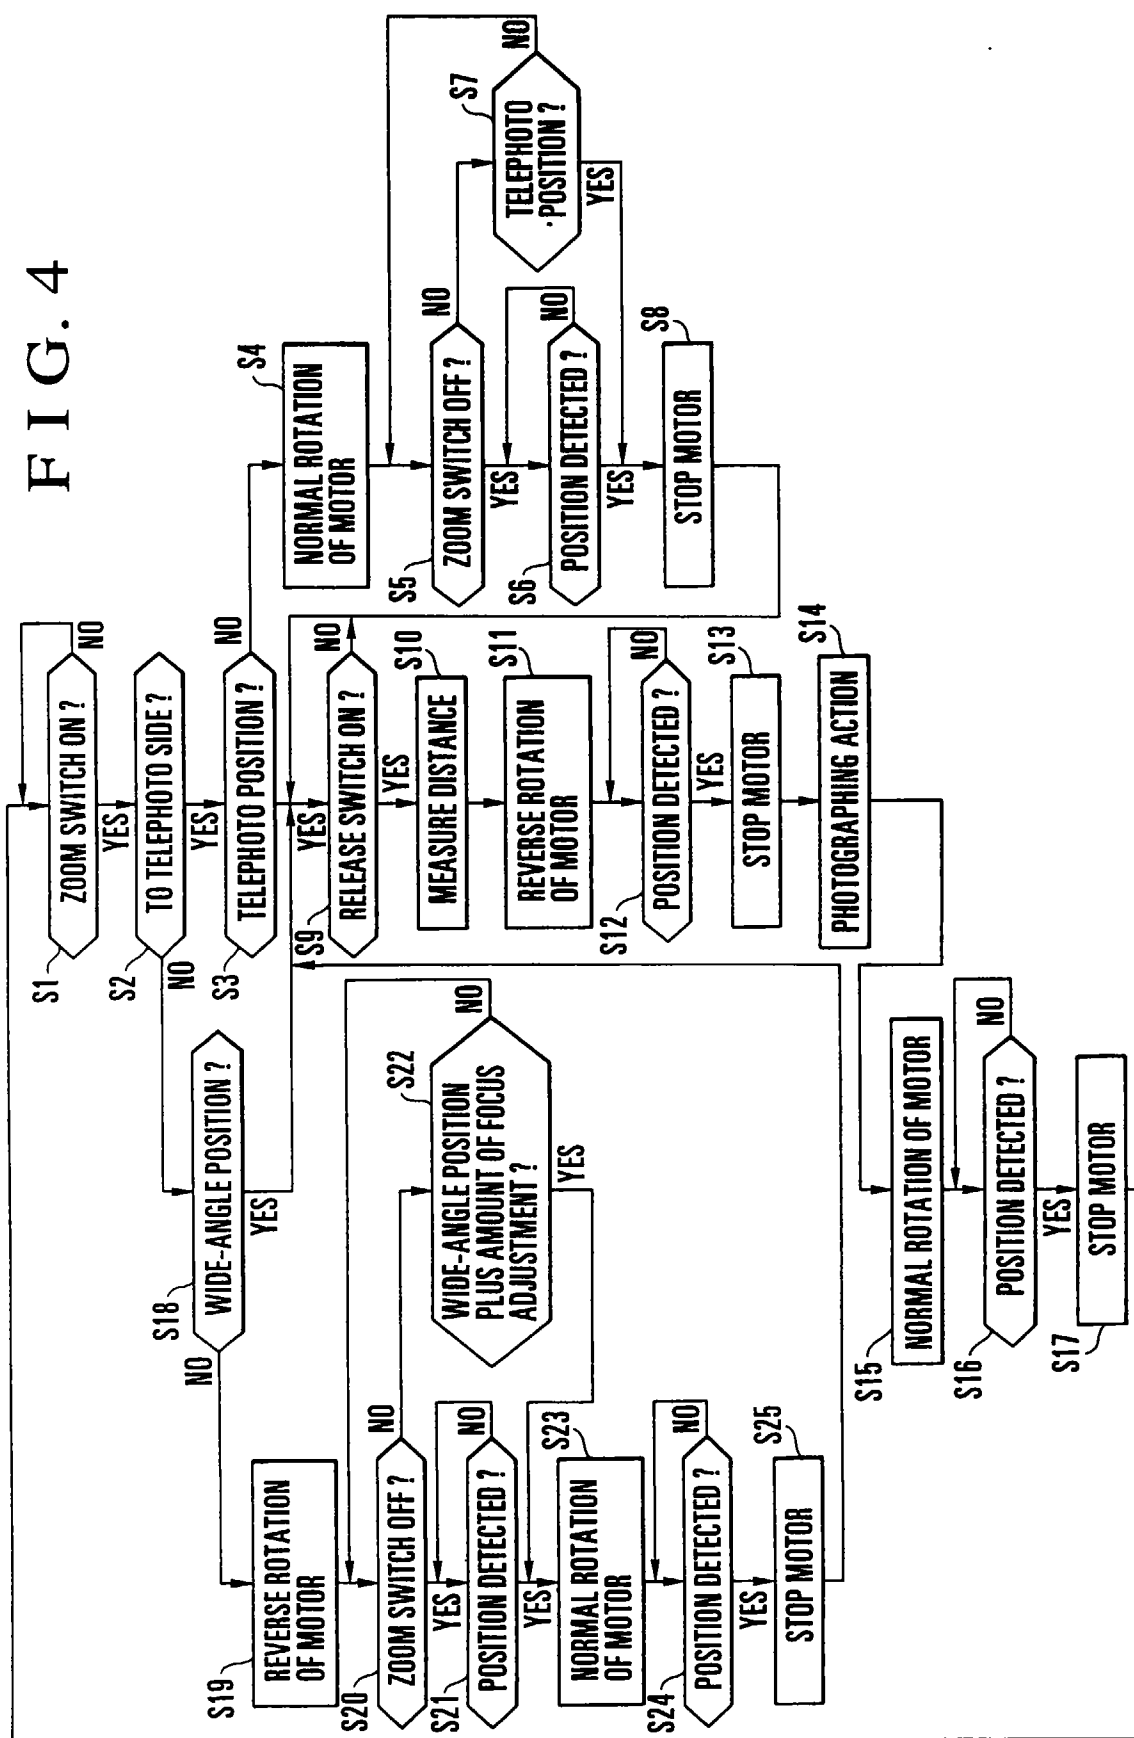 FIG. 4
S1
ZOOM SWITCH ON ?
NO
YES
S2
TO TELEPHOTO SIDE ?
NO
YES
S3
TELEPHOTO POSITION ?
NO
YES
S4
NORMAL ROTATION
OF MOTOR
S5
ZOOM SWITCH OFF ?
NO
YES
S6
POSITION DETECTED ?
NO
YES
S7
TELEPHOTO
POSITION ?
NO
YES
S8
STOP MOTOR
S9
RELEASE SWITCH ON ?
NO
YES
S10
MEASURE DISTANCE
S11
REVERSE ROTATION
OF MOTOR
S12
POSITION DETECTED ?
NO
YES
S13
STOP MOTOR
S14
PHOTOGRAPHING ACTION
S15
NORMAL ROTATION OF MOTOR
S16
POSITION DETECTED ?
NO
YES
S17
STOP MOTOR
S18
WIDE-ANGLE POSITION ?
NO
YES
S19
REVERSE ROTATION
OF MOTOR
S20
ZOOM SWITCH OFF ?
NO
YES
S21
POSITION DETECTED ?
NO
YES
S22
WIDE-ANGLE POSITION
PLUS AMOUNT OF FOCUS
ADJUSTMENT ?
NO
YES
S23
NORMAL ROTATION
OF MOTOR
S24
POSITION DETECTED ?
NO
YES
S25
STOP MOTOR